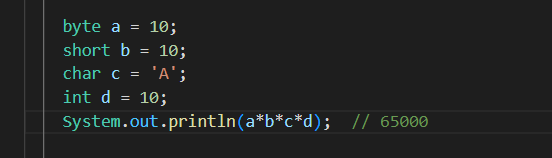 byte a = 10;
short b = 10;
char c = 'A';
int d = 10;
System.out.println(a*b*c*d);  // 65000